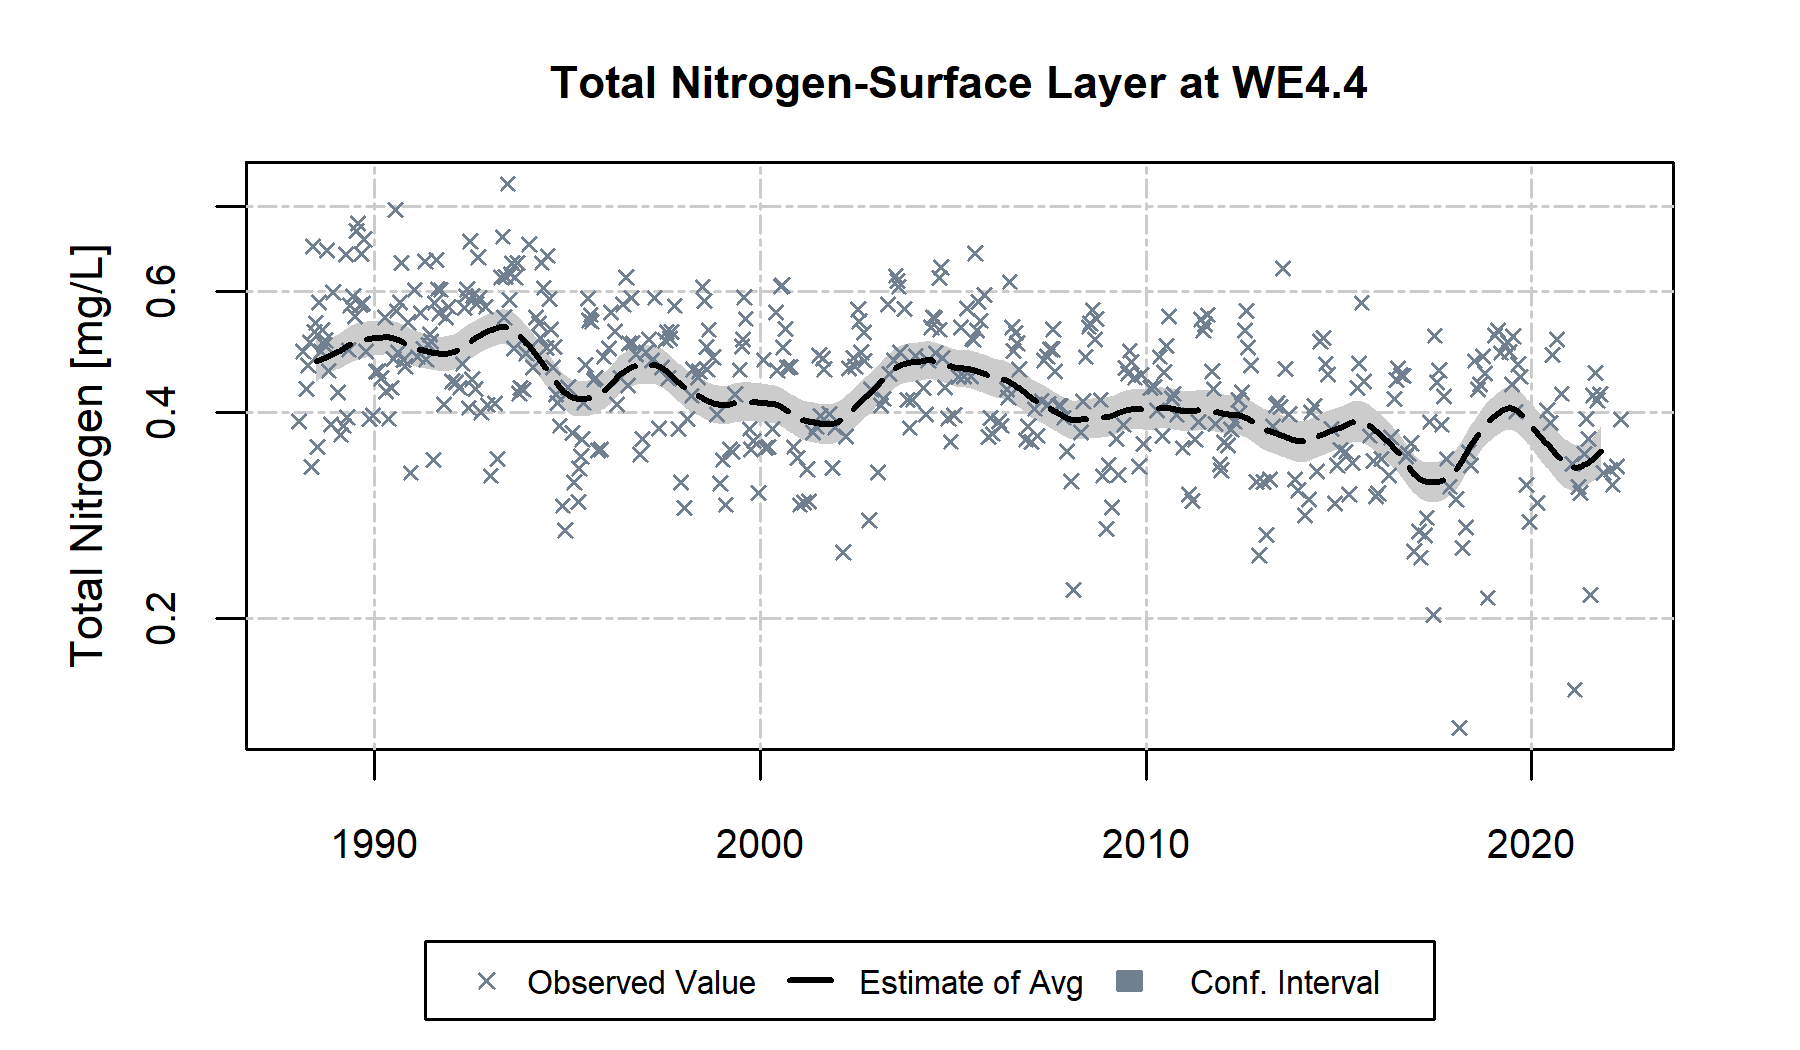 Total Nitrogen-Surface Layer at WE4.4
Total Nitrogen [mg/L]
0.6
0.4
0.2
1990 2000 2010 2020
Observed Value Estimate of Avg Conf. Interval